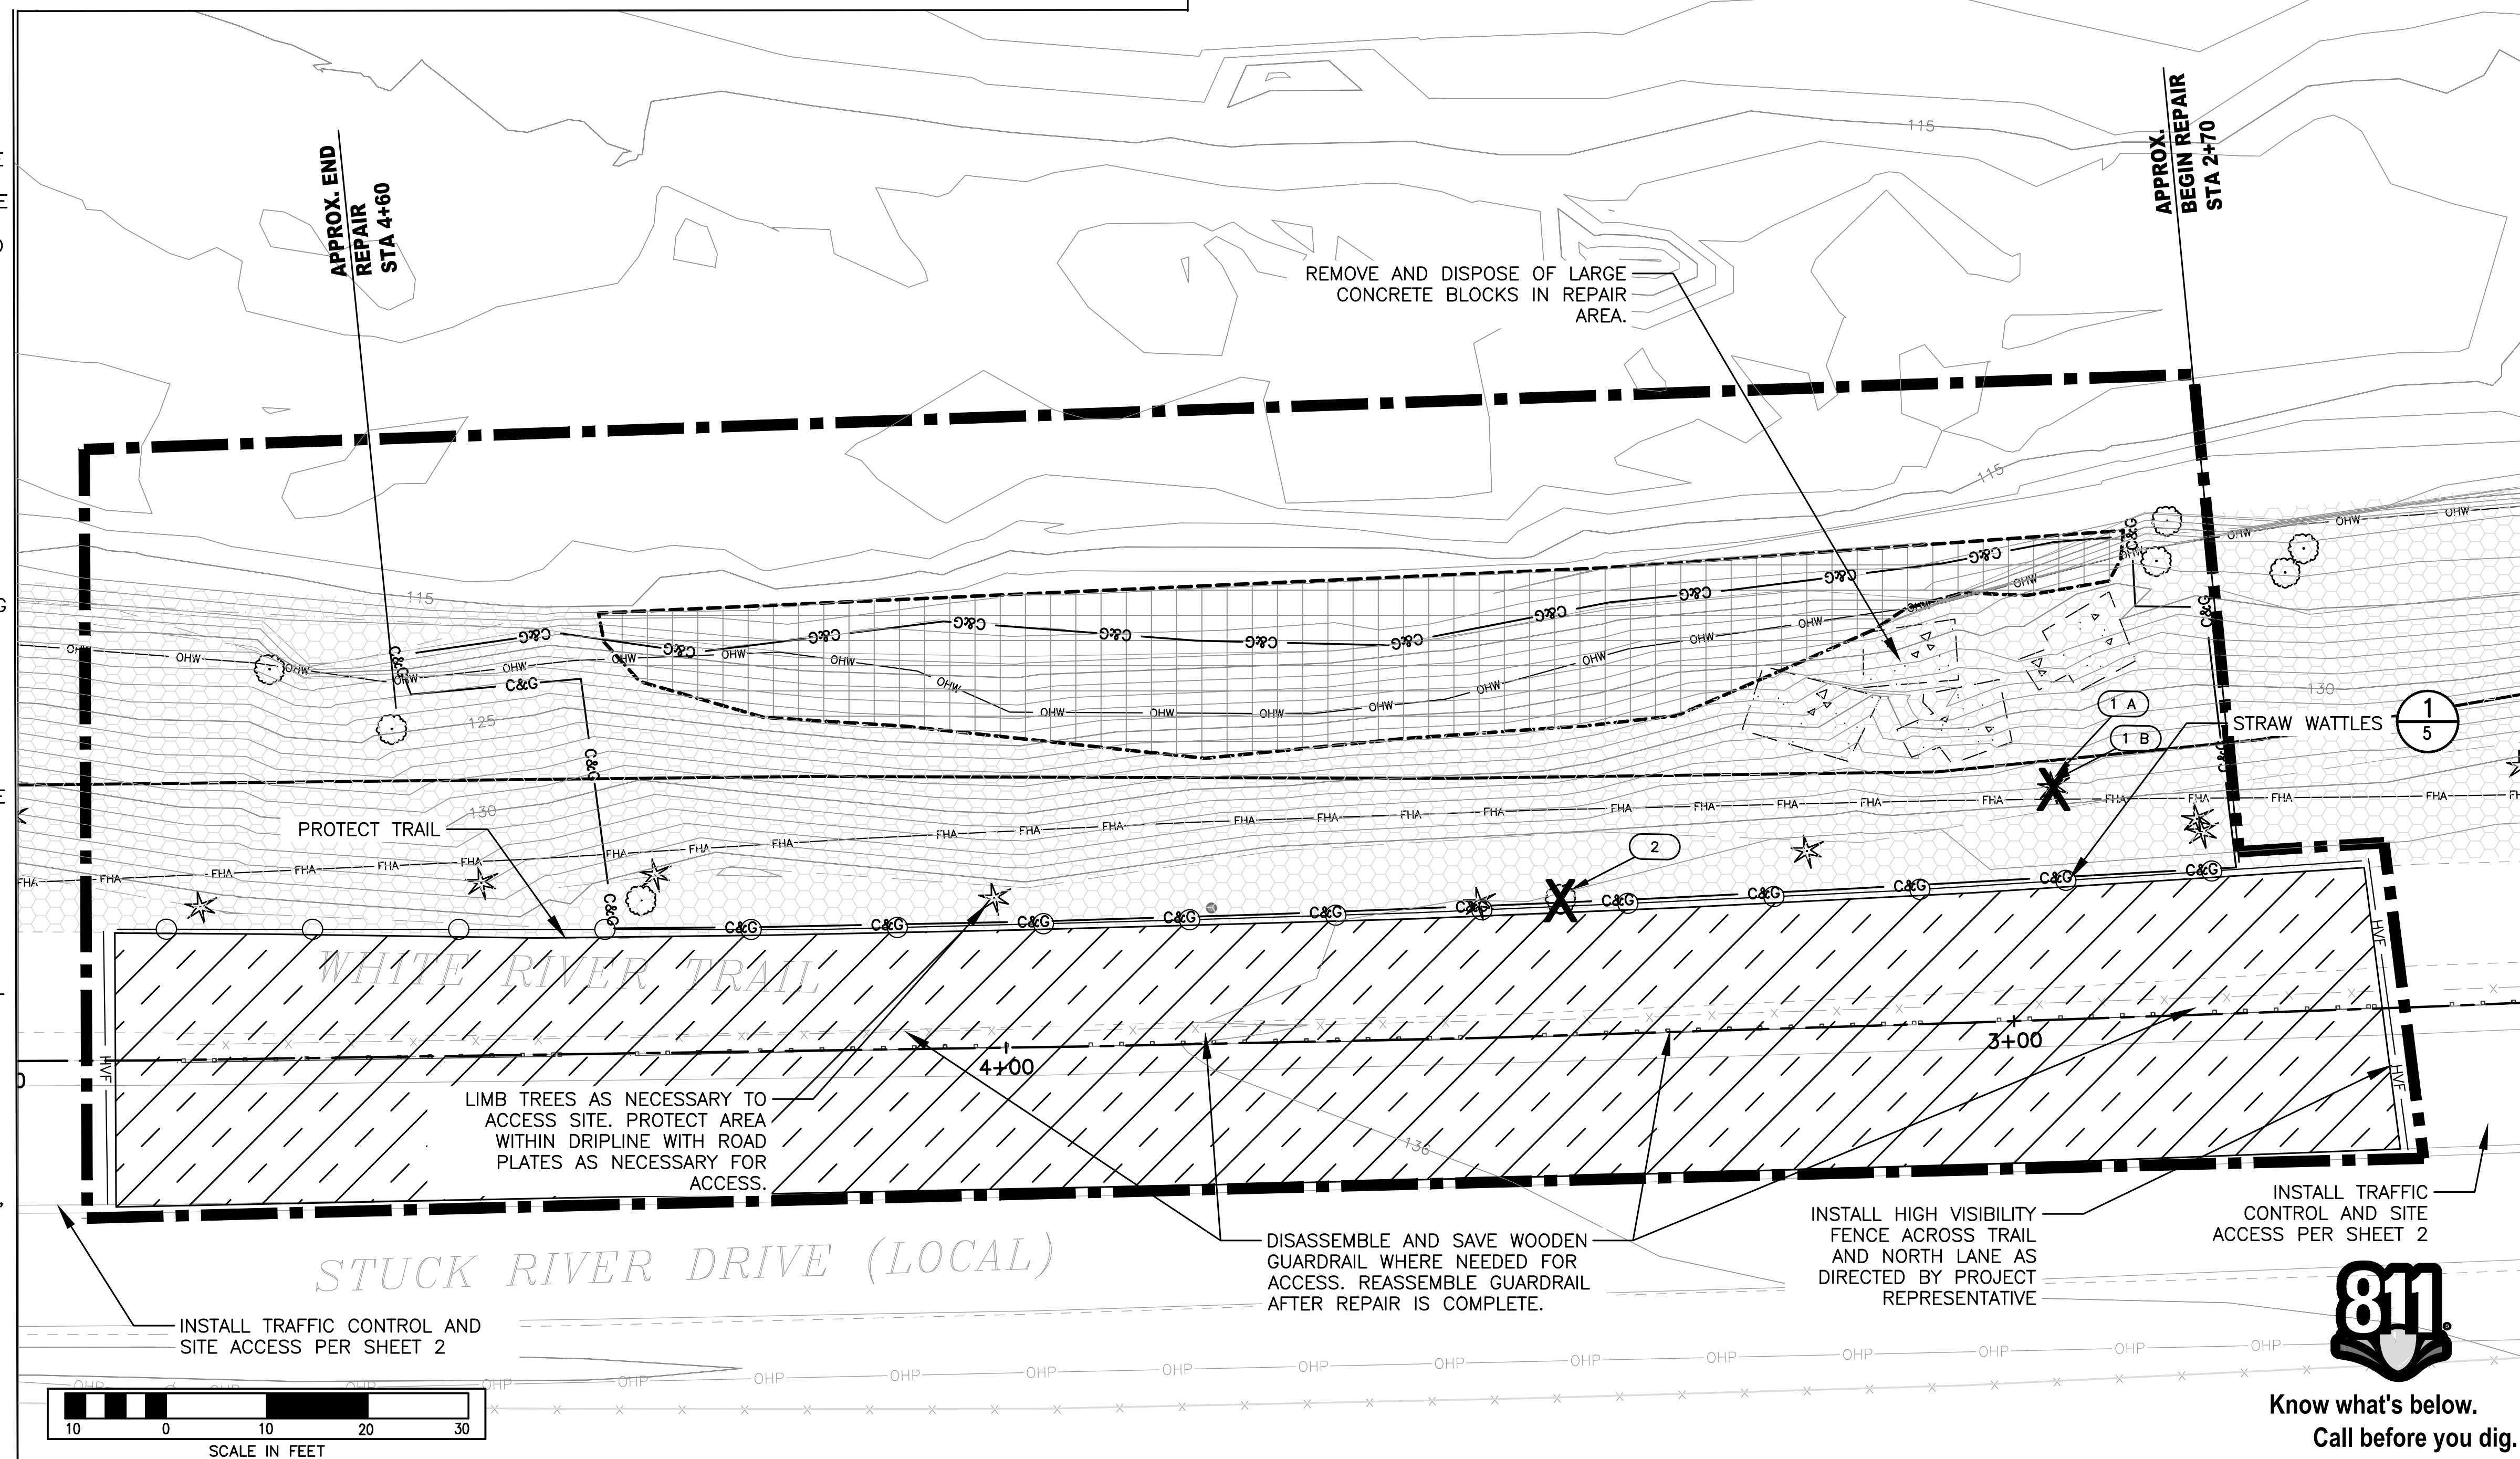 115
APPROX. END
REPAIR
STA 4+60
APPROX.
BEGIN REPAIR
STA 2+70
REMOVE AND DISPOSE OF LARGE
CONCRETE BLOCKS IN REPAIR
AREA.
115
115
OHW
C&G
125
130
130
1 A
1 B
STRAW WATTLES
1
5
PROTECT TRAIL
FHA
2
WHITE RIVER TRAIL
HVF
HVF
HVF
4+00
3+00
136
LIMB TREES AS NECESSARY TO
ACCESS SITE. PROTECT AREA
WITHIN DRIPLINE WITH ROAD
PLATES AS NECESSARY FOR
ACCESS.
DISASSEMBLE AND SAVE WOODEN
GUARDRAIL WHERE NEEDED FOR
ACCESS. REASSEMBLE GUARDRAIL
AFTER REPAIR IS COMPLETE.
INSTALL HIGH VISIBILITY
FENCE ACROSS TRAIL
AND NORTH LANE AS
DIRECTED BY PROJECT
REPRESENTATIVE
INSTALL TRAFFIC
CONTROL AND SITE
ACCESS PER SHEET 2
STUCK RIVER DRIVE (LOCAL)
INSTALL TRAFFIC CONTROL AND
SITE ACCESS PER SHEET 2
OHP
10 0 10 20 30
SCALE IN FEET
811
Know what's below.
Call before you dig.